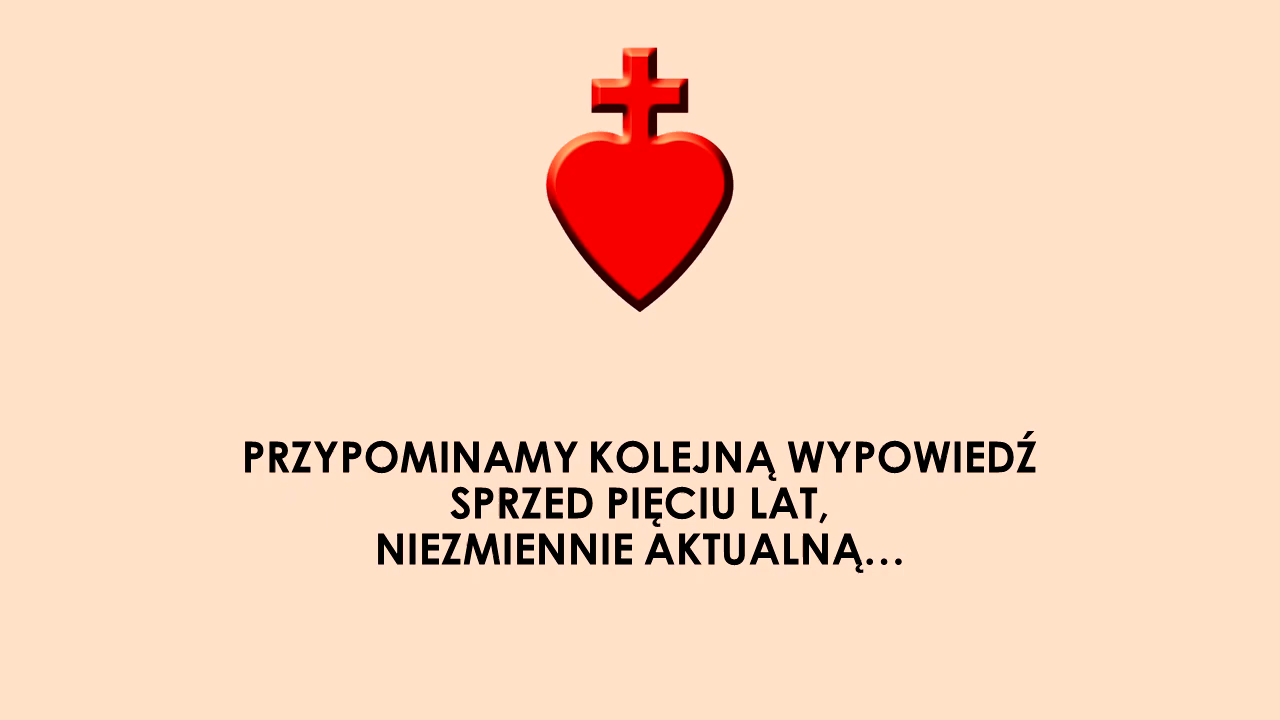 PRZYPOMINAMY KOLEJNĄ WYPOWIEDŹ
SPRZED PIĘCIU LAT,
NIEZMIENNIE AKTUALNĄ…